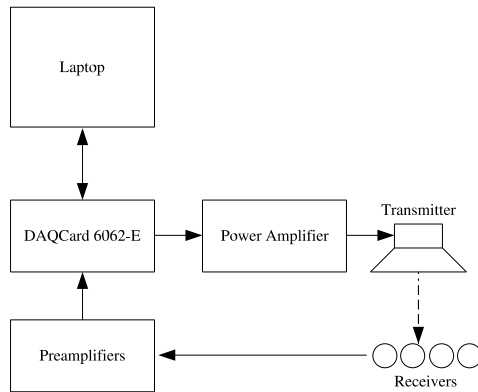 Laptop
Transmitter
DAQCard 6062-E
Power Amplifier
Preamplifiers
Receivers